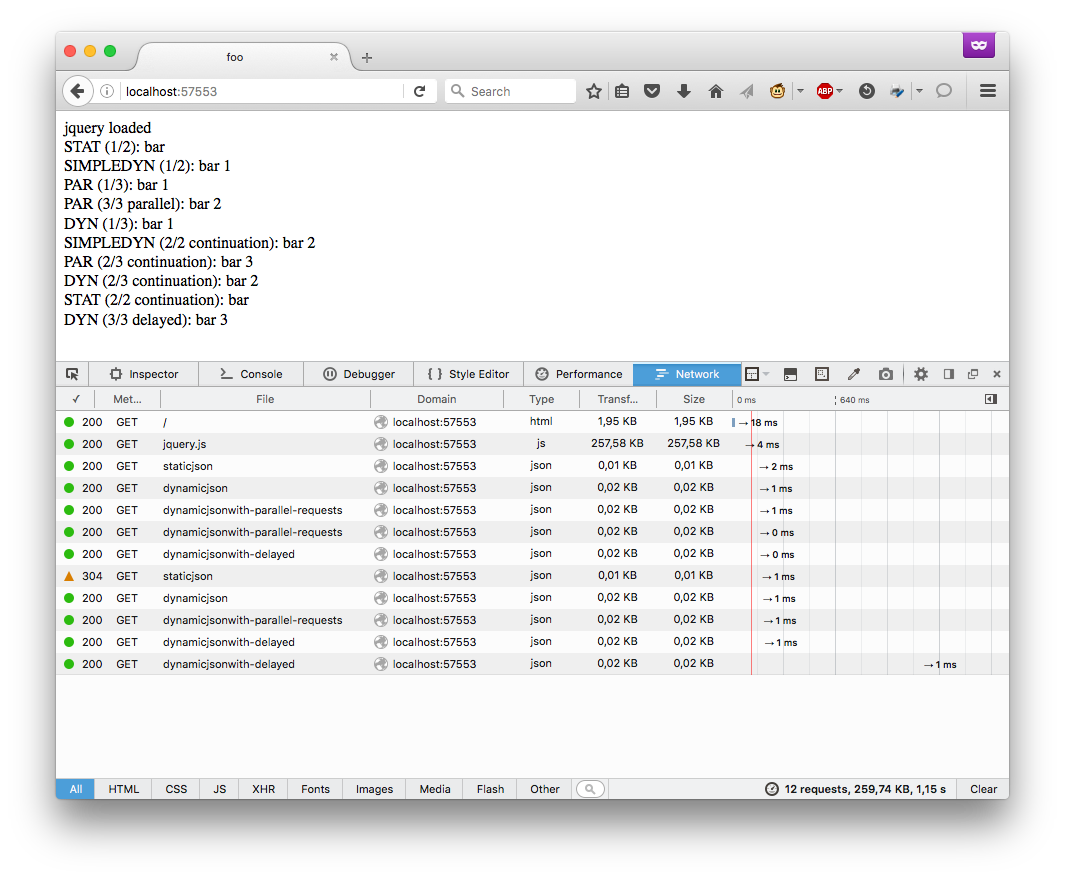 foo
localhost:57553
Search
ABP
jquery loaded
STAT (1/2): bar
SIMPLEDYN (1/2): bar 1
PAR (1/3): bar 1
PAR (3/3 parallel): bar 2
DYN (1/3): bar 1
SIMPLEDYN (2/2 continuation): bar 2
PAR (2/3 continuation): bar 3
DYN (2/3 continuation): bar 2
STAT (2/2 continuation): bar
DYN (3/3 delayed): bar 3
Inspector Console Debugger Style Editor Performance Network
✓ Met... File Domain Type Transf... Size 0 ms 640 ms
200 GET / localhost:57553 html 1,95 KB 1,95 KB → 18 ms
200 GET jquery.js localhost:57553 js 257,58 KB 257,58 KB → 4 ms
200 GET staticjson localhost:57553 json 0,01 KB 0,01 KB → 2 ms
200 GET dynamicjson localhost:57553 json 0,02 KB 0,02 KB → 1 ms
200 GET dynamicjsonwith-parallel-requests localhost:57553 json 0,02 KB 0,02 KB → 1 ms
200 GET dynamicjsonwith-parallel-requests localhost:57553 json 0,02 KB 0,02 KB → 0 ms
200 GET dynamicjsonwith-delayed localhost:57553 json 0,02 KB 0,02 KB → 0 ms
304 GET staticjson localhost:57553 json 0,01 KB 0,01 KB → 1 ms
200 GET dynamicjson localhost:57553 json 0,02 KB 0,02 KB → 1 ms
200 GET dynamicjsonwith-parallel-requests localhost:57553 json 0,02 KB 0,02 KB → 1 ms
200 GET dynamicjsonwith-delayed localhost:57553 json 0,02 KB 0,02 KB → 1 ms
200 GET dynamicjsonwith-delayed localhost:57553 json 0,02 KB 0,02 KB → 1 ms
All HTML CSS JS XHR Fonts Images Media Flash Other 12 requests, 259,74 KB, 1,15 s Clear